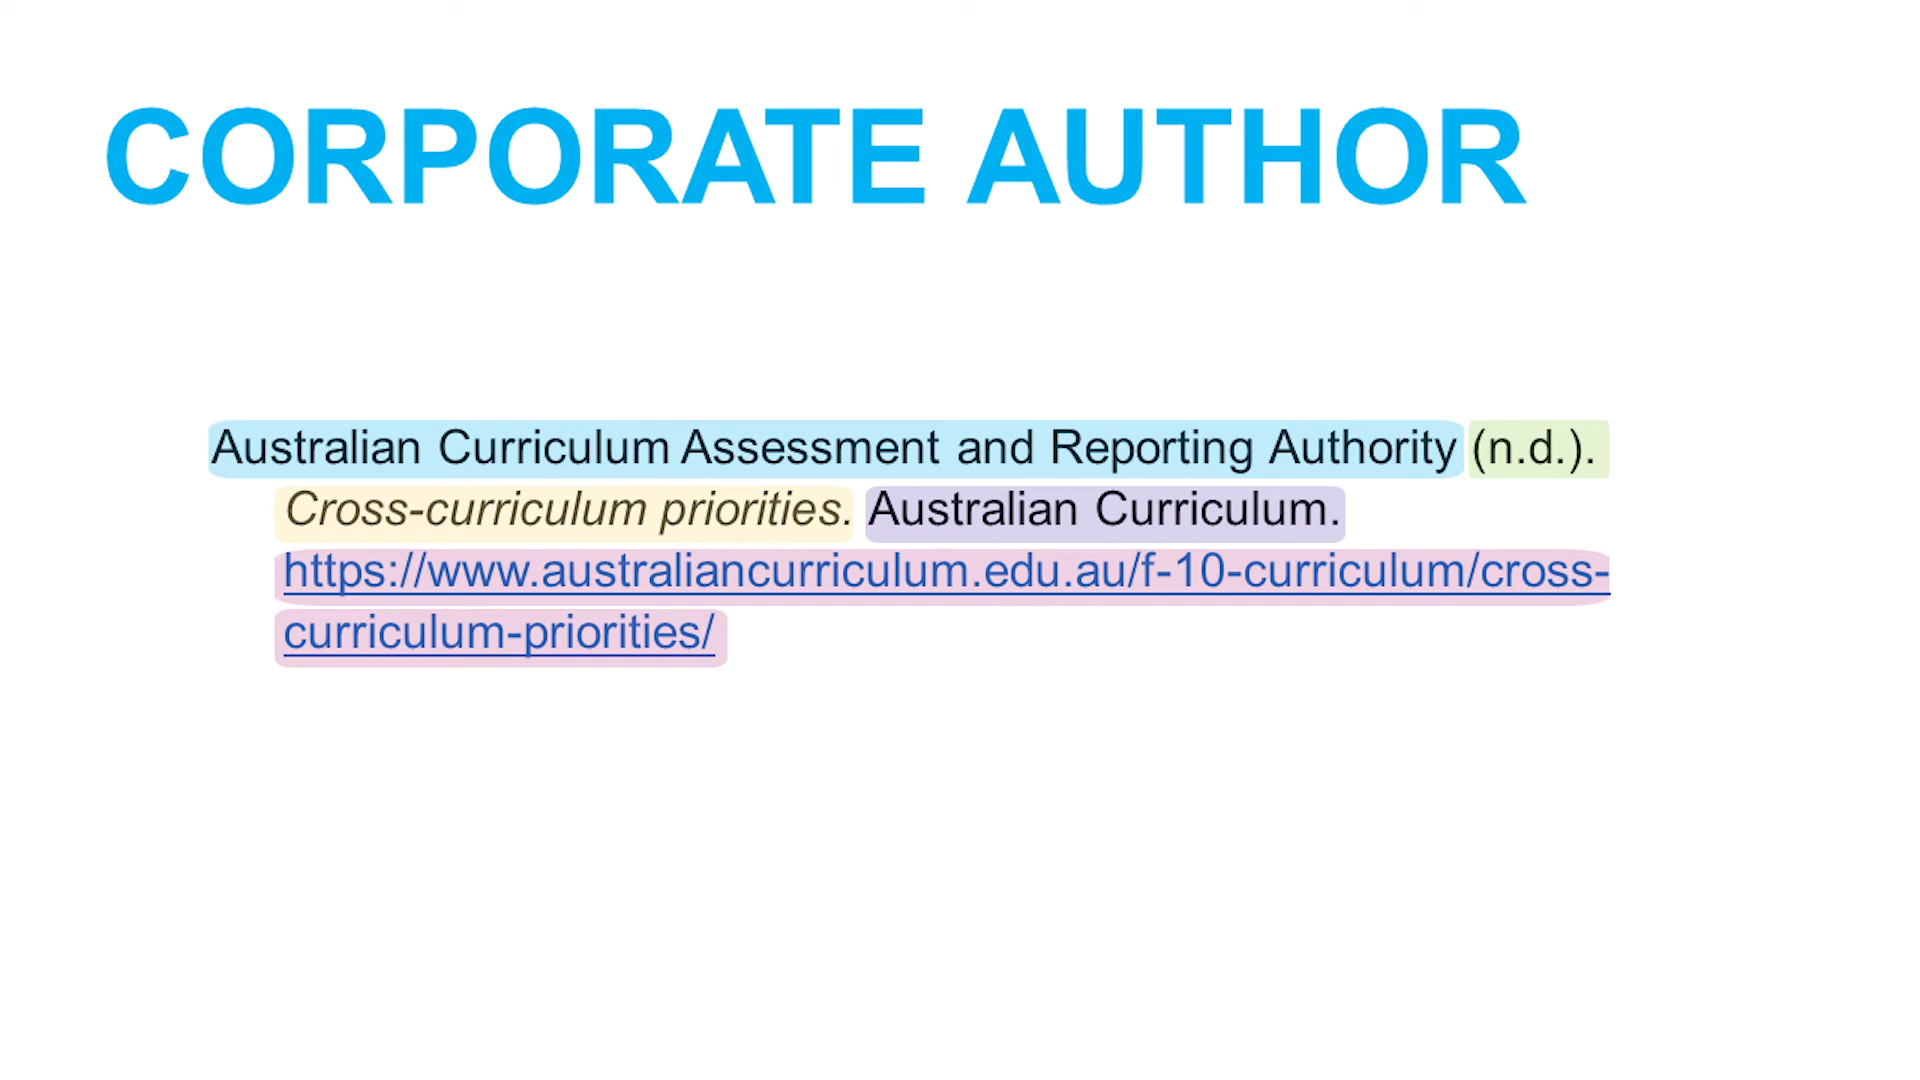 CORPORATE AUTHOR
Australian Curriculum Assessment and Reporting Authority (n.d.).
Cross-curriculum priorities. Australian Curriculum.
https://www.australiancurriculum.edu.au/f-10-curriculum/cross-
curriculum-priorities/